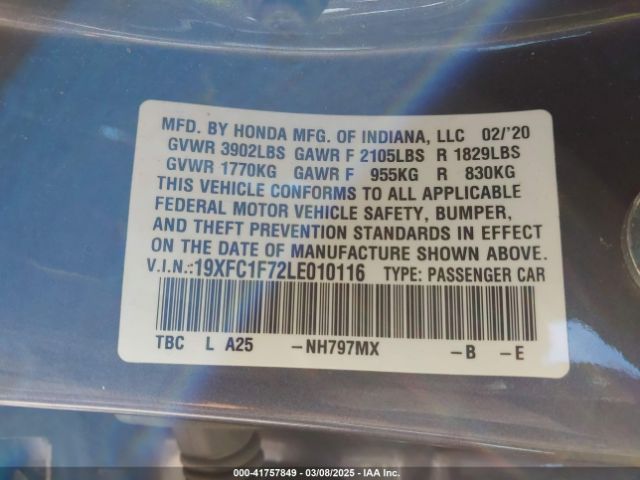 MFD. BY HONDA MFG. OF INDIANA, LLC 02/'20
GVWR 3902LBS GAWR F 2105LBS R 1829LBS
GVWR 1770KG GAWR F 955KG R 830KG
THIS VEHICLE CONFORMS TO ALL APPLICABLE
FEDERAL MOTOR VEHICLE SAFETY, BUMPER,
AND THEFT PREVENTION STANDARDS IN EFFECT
ON THE DATE OF MANUFACTURE SHOWN ABOVE.
V.I.N.:19XFC1F72LE010116 TYPE: PASSENGER CAR
TBC L A25 -NH797MX -B -E
000-41757849 | 03/08/2025 | IAA Inc.